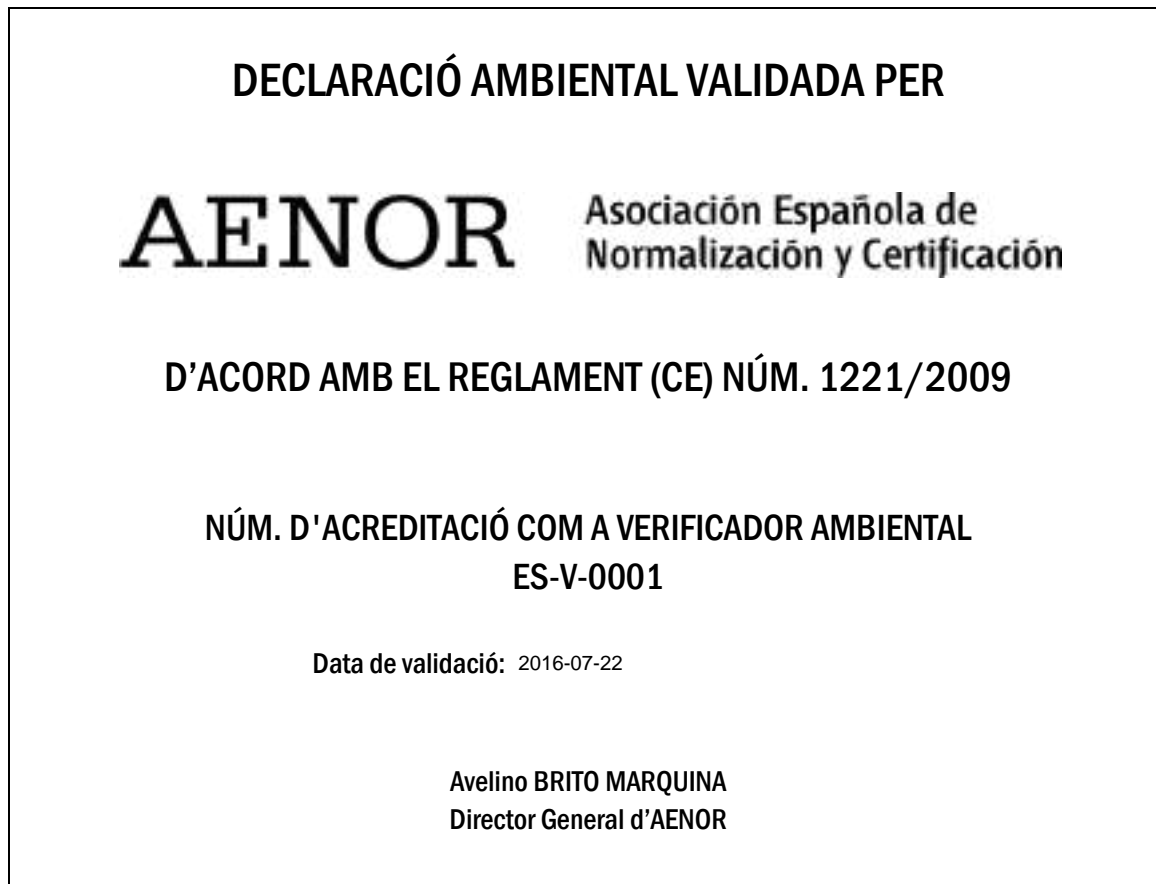 DECLARACIÓ AMBIENTAL VALIDADA PER
AENOR
Asociación Española de
Normalización y Certificación
D’ACORD AMB EL REGLAMENT (CE) NÚM. 1221/2009
NÚM. D'ACREDITACIÓ COM A VERIFICADOR AMBIENTAL
ES-V-0001
Data de validació: 2016-07-22
Avelino BRITO MARQUINA
Director General d’AENOR